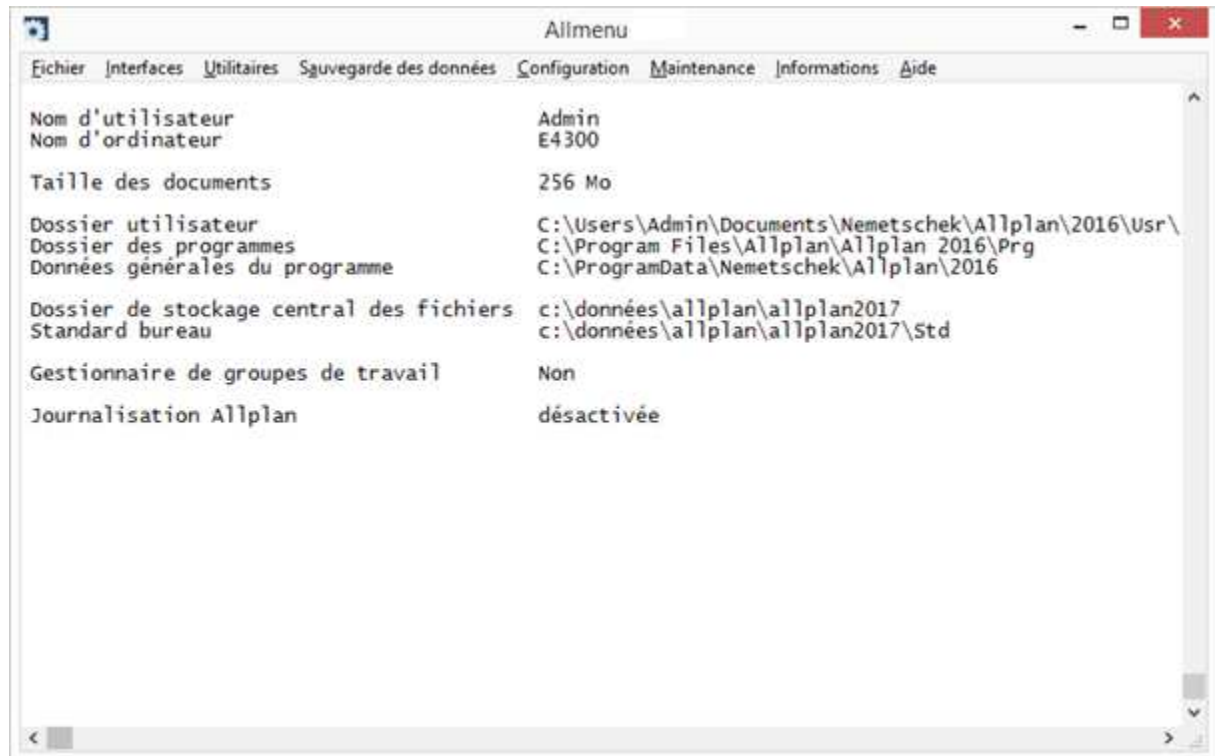 Allmenu
Fichier Interfaces Utilitaires Sauvegarde des données Configuration Maintenance Informations Aide
Nom d'utilisateur Admin
Nom d'ordinateur E4300
Taille des documents 256 Mo
Dossier utilisateur C:\Users\Admin\Documents\Nemetschek\Allplan\2016\Usr\
Dossier des programmes C:\Program Files\Allplan\Allplan 2016\Prg
Données générales du programme C:\ProgramData\Nemetschek\Allplan\2016
Dossier de stockage central des fichiers c:\données\allplan\allplan2017
Standard bureau c:\données\allplan\allplan2017\Std
Gestionnaire de groupes de travail Non
Journalisation Allplan désactivée